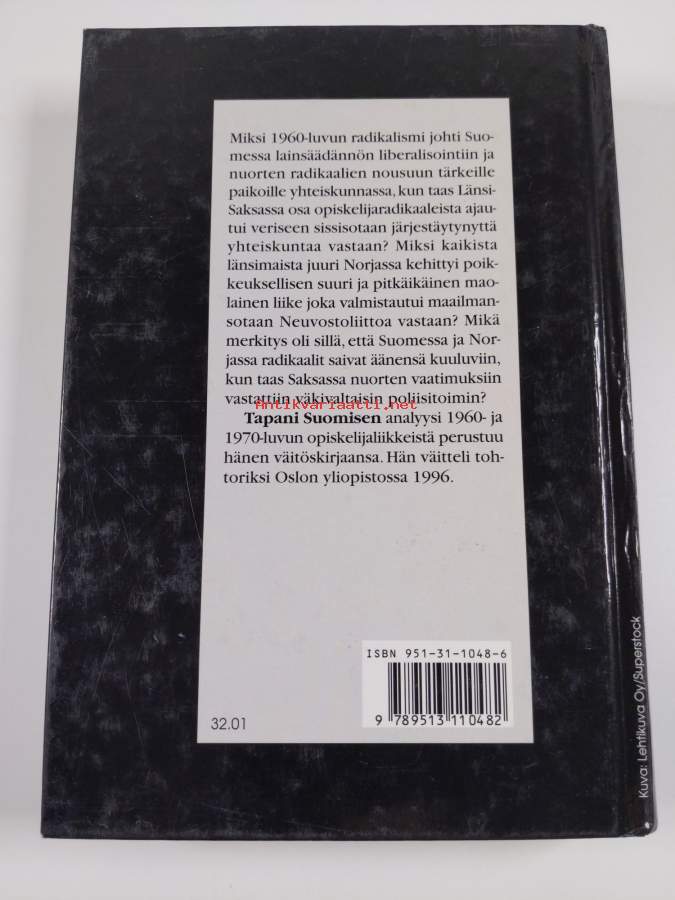 Miksi 1960-luvun radikalismi johti Suo-
messa lainsäädännön liberalisointiin ja
nuorten radikaalien nousuun tärkeille
paikoille yhteiskunnassa, kun taas Länsi-
Saksassa osa opiskelijaradikaaleista ajau-
tui veriseen sissisotaan järjestäytynyttä
yhteiskuntaa vastaan? Miksi kaikista
länsimaista juuri Norjassa kehittyi poik-
keuksellisen suuri ja pitkäikäinen mao-
lainen liike joka valmistautui maailman-
sotaan Neuvostoliittoa vastaan? Mikä
merkitys oli sillä, että Suomessa ja Nor-
jassa radikaalit saivat äänensä kuuluviin,
kun taas Saksassa nuorten vaatimuksiin
vastattiin väkivaltaisin poliisitoimin?
Antikvariaatti.net
Tapani Suomisen analyysi 1960- ja
1970-luvun opiskelijaliikkeistä perustuu
hänen väitöskirjaansa. Hän väitteli toh-
toriksi Oslon yliopistossa 1996.
ISBN 951-31-1048-6
9 789513 110482
32.01
Kuva: Lehtikuva Oy/Superstock